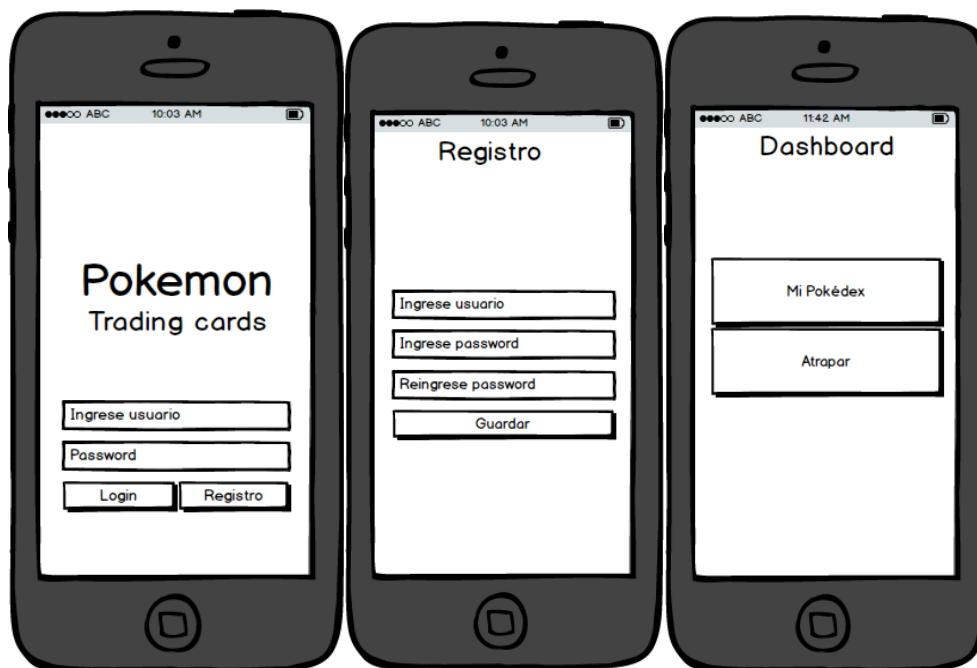 ABC 10:03 AM
Pokemon
Trading cards
Ingrese usuario
Password
Login Registro
ABC 10:03 AM
Registro
Ingrese usuario
Ingrese password
Reingrese password
Guardar
ABC 11:42 AM
Dashboard
Mi Pokédex
Atrapar